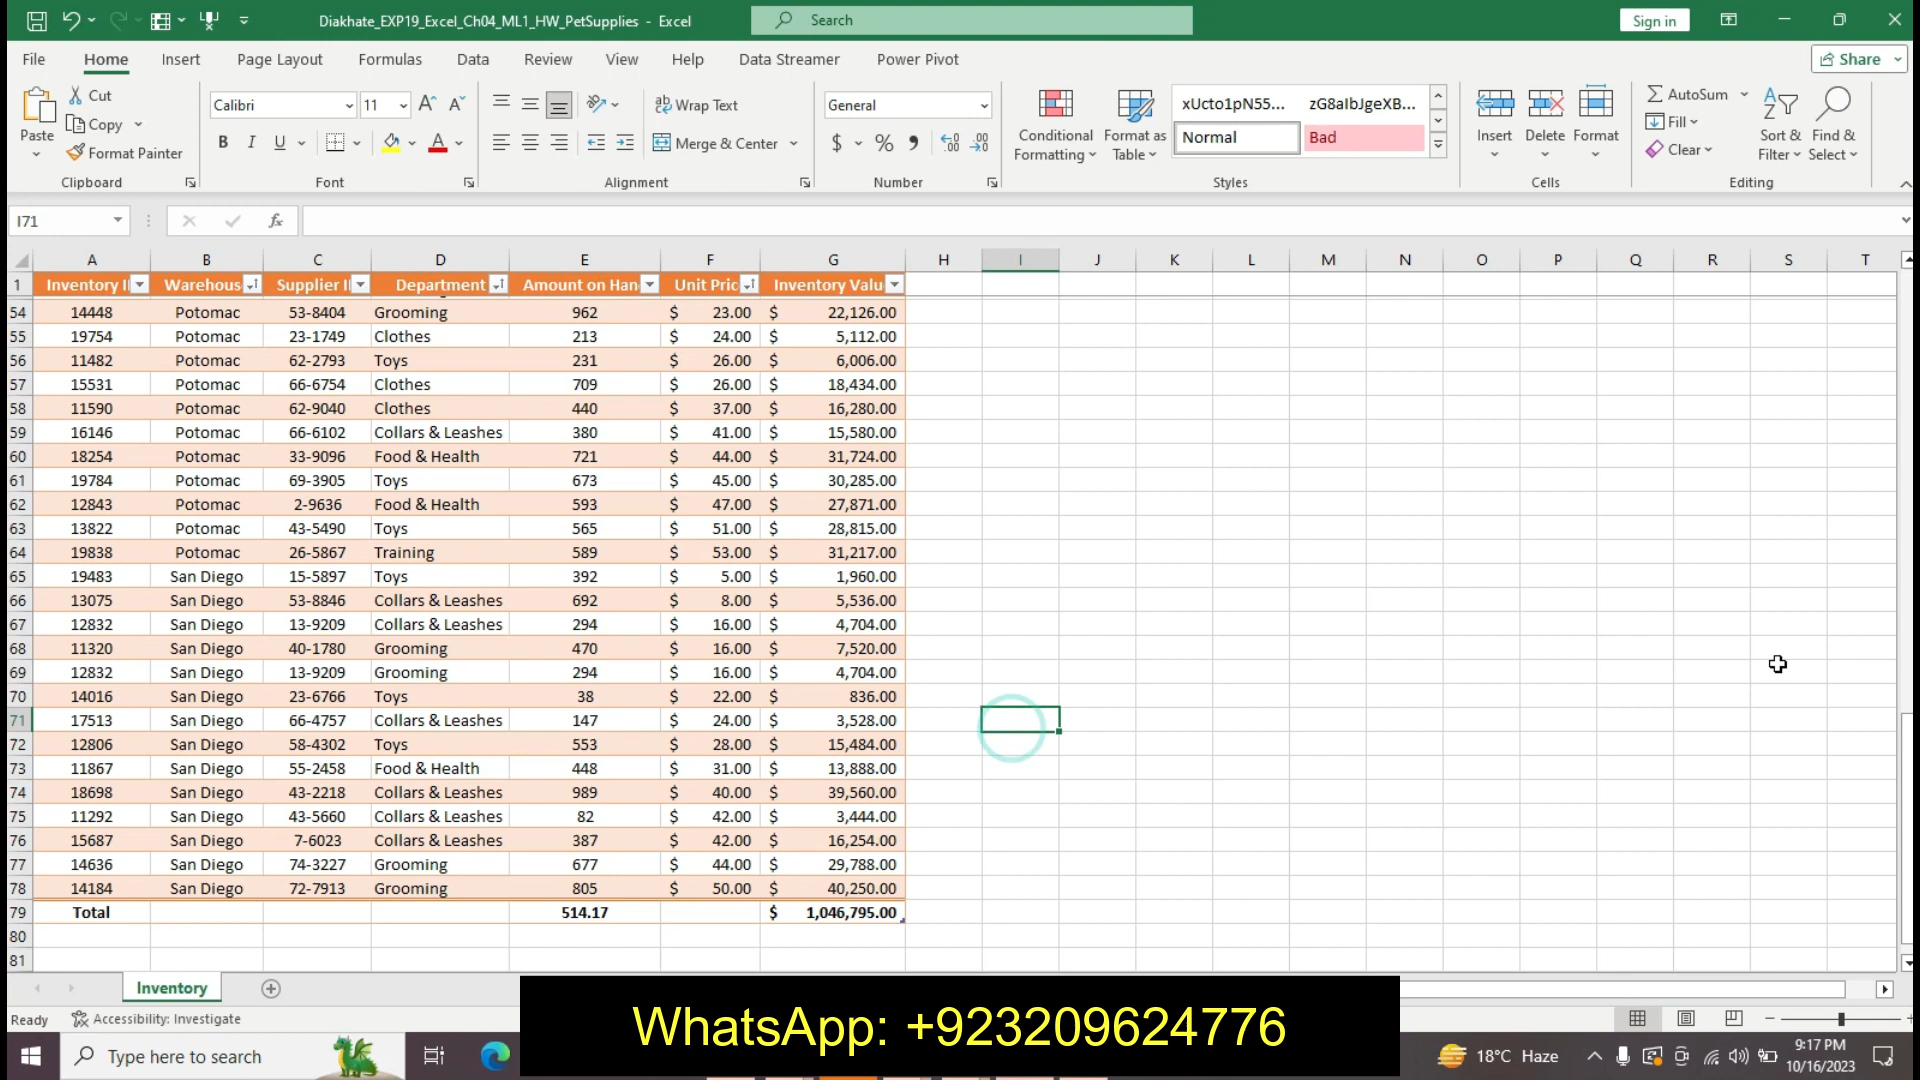 Diakhate_EXP19_Excel_Ch04_ML1_HW_PetSupplies - Excel
Search
Sign in
File Home Insert Page Layout Formulas Data Review View Help Data Streamer Power Pivot Share
Paste
Cut
Copy
Format Painter
Clipboard
Calibri 11
B I U
Font
Wrap Text
Merge & Center
Alignment
General
$ % ,
Number
Conditional Formatting
Format as Table
xUcto1pN55... zG8aIbJgeXB...
Normal Bad
Styles
Insert Delete Format
Cells
AutoSum
Fill
Clear
Sort & Filter
Find & Select
Editing
I71 fx
A B C D E F G H I J K L M N O P Q R S T
1 Inventory I Warehous Supplier I Department Amount on Han Unit Pric Inventory Valu
54 14448 Potomac 53-8404 Grooming 962 $ 23.00 $ 22,126.00
55 19754 Potomac 23-1749 Clothes 213 $ 24.00 $ 5,112.00
56 11482 Potomac 62-2793 Toys 231 $ 26.00 $ 6,006.00
57 15531 Potomac 66-6754 Clothes 709 $ 26.00 $ 18,434.00
58 11590 Potomac 62-9040 Clothes 440 $ 37.00 $ 16,280.00
59 16146 Potomac 66-6102 Collars & Leashes 380 $ 41.00 $ 15,580.00
60 18254 Potomac 33-9096 Food & Health 721 $ 44.00 $ 31,724.00
61 19784 Potomac 69-3905 Toys 673 $ 45.00 $ 30,285.00
62 12843 Potomac 2-9636 Food & Health 593 $ 47.00 $ 27,871.00
63 13822 Potomac 43-5490 Toys 565 $ 51.00 $ 28,815.00
64 19838 Potomac 26-5867 Training 589 $ 53.00 $ 31,217.00
65 19483 San Diego 15-5897 Toys 392 $ 5.00 $ 1,960.00
66 13075 San Diego 53-8846 Collars & Leashes 692 $ 8.00 $ 5,536.00
67 12832 San Diego 13-9209 Collars & Leashes 294 $ 16.00 $ 4,704.00
68 11320 San Diego 40-1780 Grooming 470 $ 16.00 $ 7,520.00
69 12832 San Diego 13-9209 Grooming 294 $ 16.00 $ 4,704.00
70 14016 San Diego 23-6766 Toys 38 $ 22.00 $ 836.00
71 17513 San Diego 66-4757 Collars & Leashes 147 $ 24.00 $ 3,528.00
72 12806 San Diego 58-4302 Toys 553 $ 28.00 $ 15,484.00
73 11867 San Diego 55-2458 Food & Health 448 $ 31.00 $ 13,888.00
74 18698 San Diego 43-2218 Collars & Leashes 989 $ 40.00 $ 39,560.00
75 11292 San Diego 43-5660 Collars & Leashes 82 $ 42.00 $ 3,444.00
76 15687 San Diego 7-6023 Collars & Leashes 387 $ 42.00 $ 16,254.00
77 14636 San Diego 74-3227 Grooming 677 $ 44.00 $ 29,788.00
78 14184 San Diego 72-7913 Grooming 805 $ 50.00 $ 40,250.00
79 Total 514.17 $ 1,046,795.00
80
81
Inventory
Ready Accessibility: Investigate
WhatsApp: +923209624776
Type here to search
18°C Haze
9:17 PM
10/16/2023